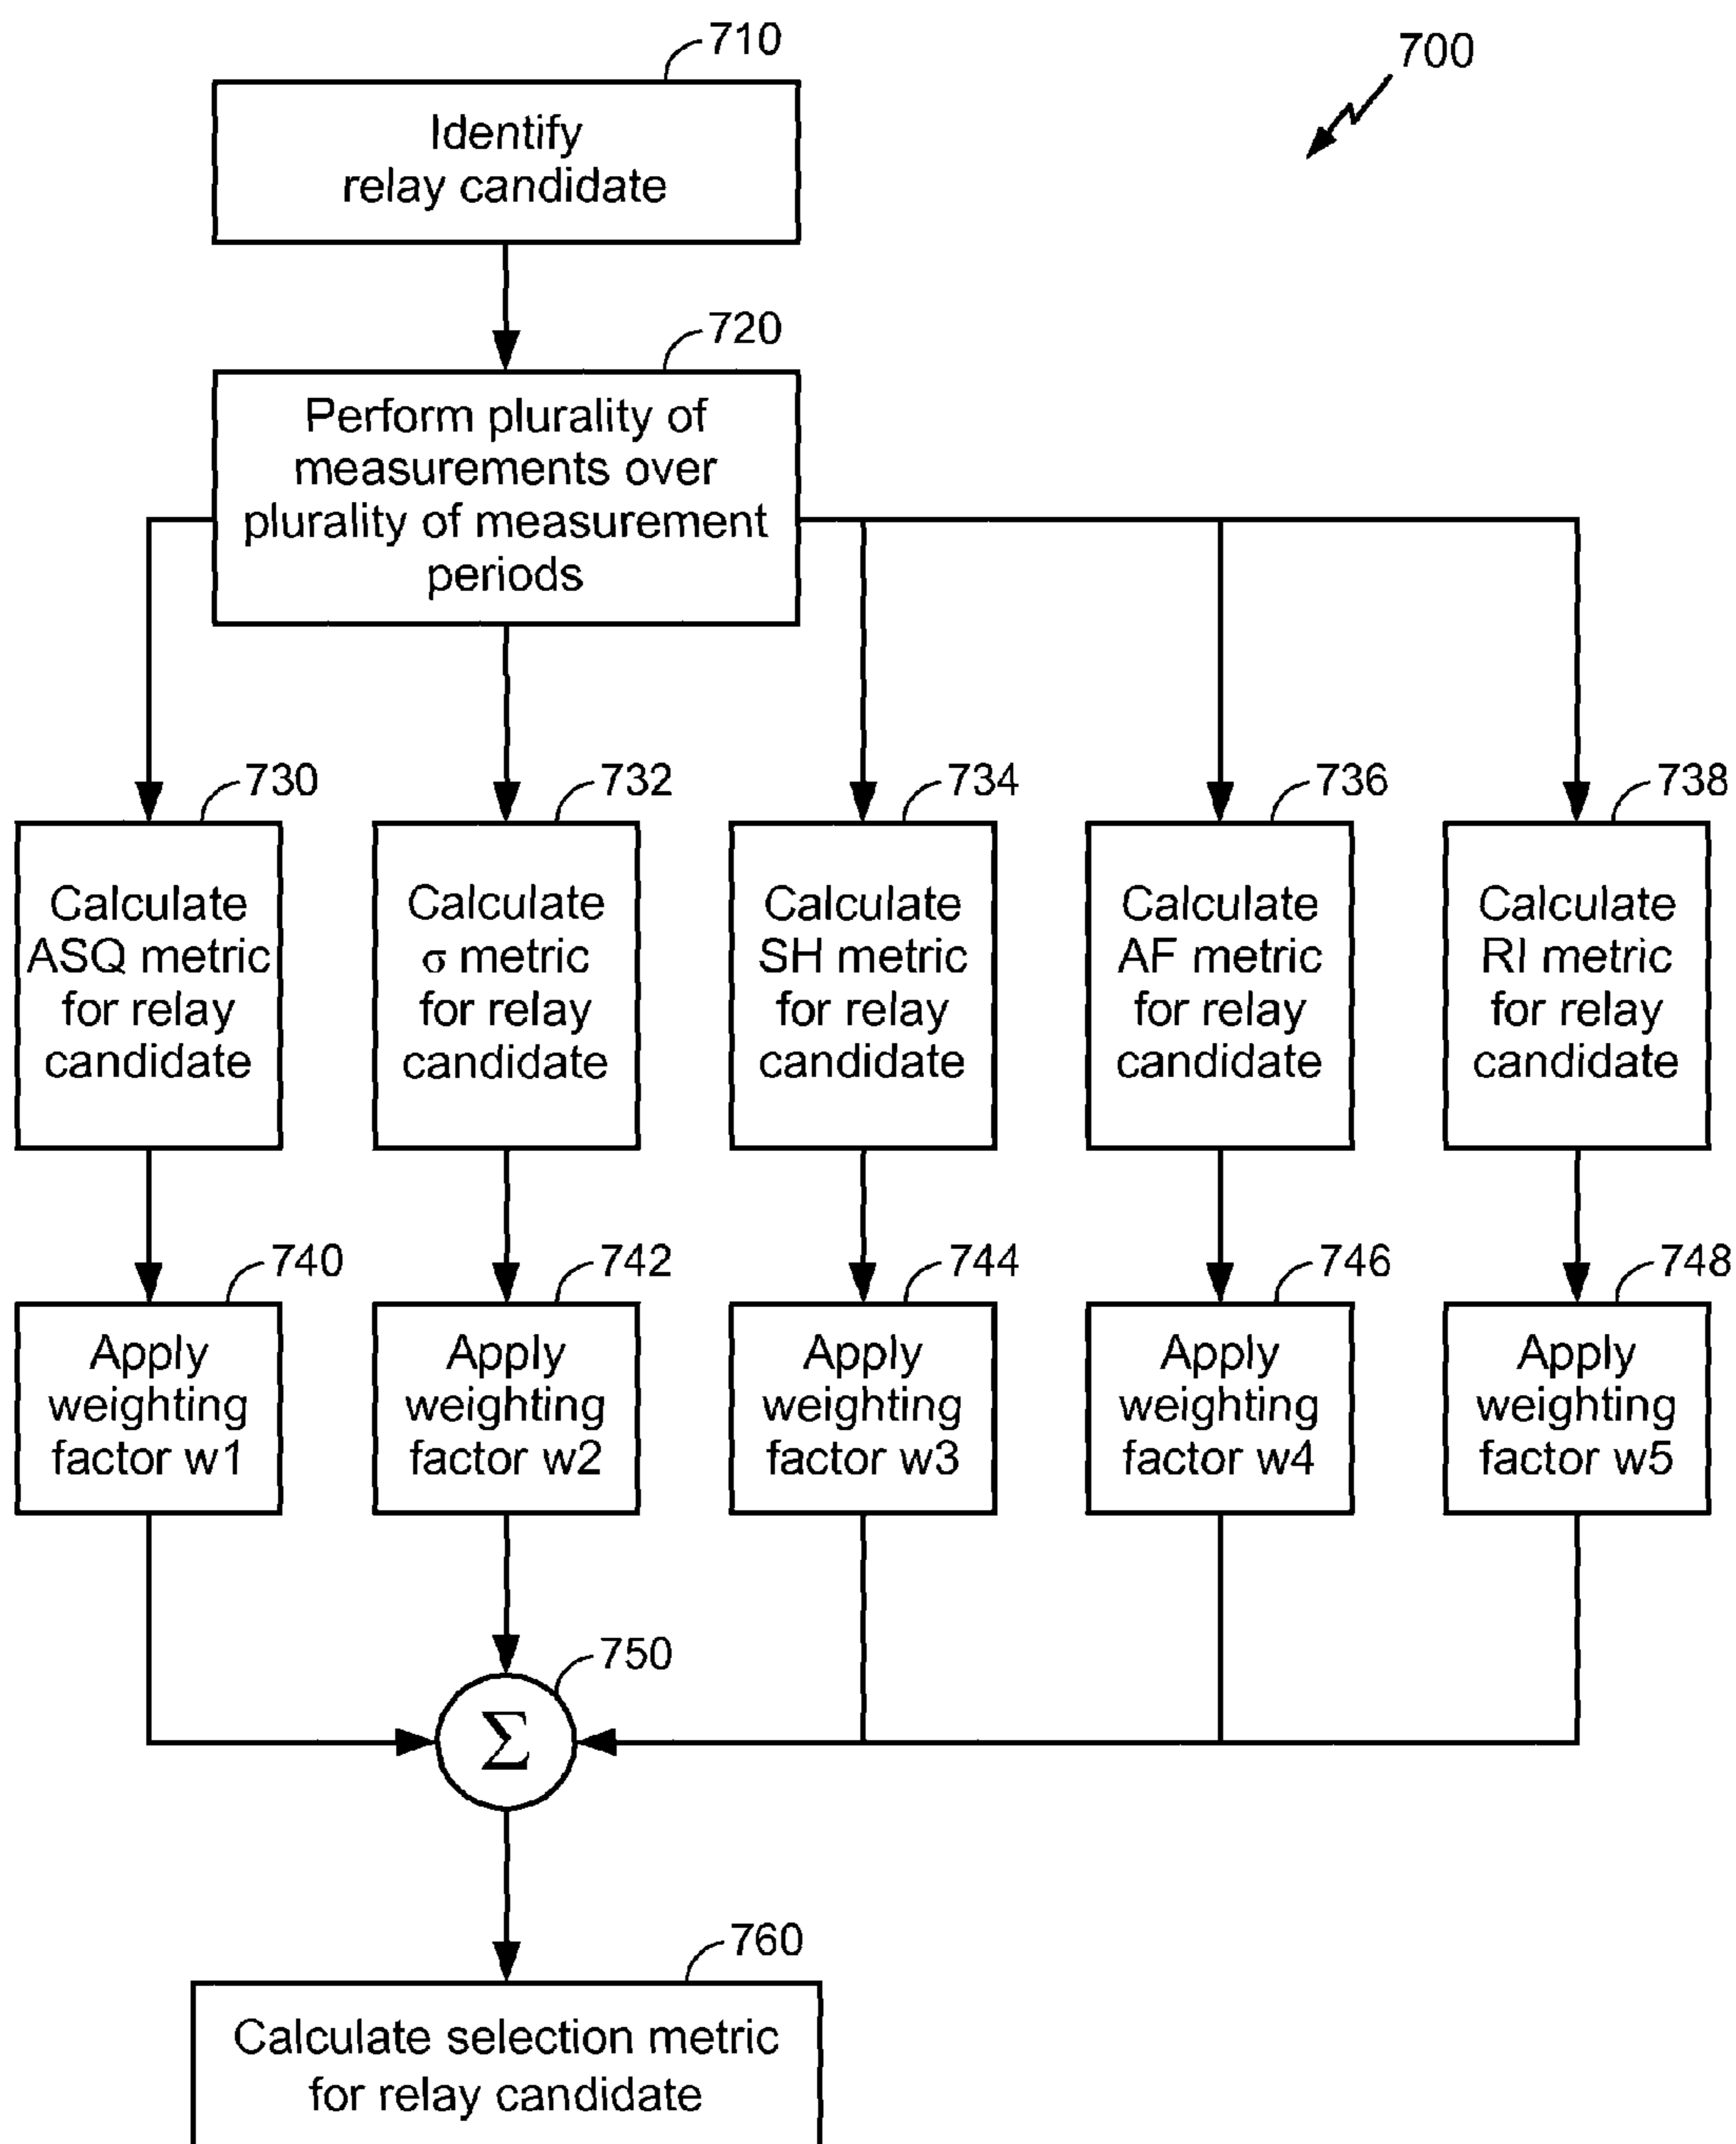 710
700
Identify
relay candidate
720
Perform plurality of
measurements over
plurality of measurement
periods
730
732
734
736
738
Calculate
ASQ metric
for relay
candidate
Calculate
σ metric
for relay
candidate
Calculate
SH metric
for relay
candidate
Calculate
AF metric
for relay
candidate
Calculate
RI metric
for relay
candidate
740
742
744
746
748
Apply
weighting
factor w1
Apply
weighting
factor w2
Apply
weighting
factor w3
Apply
weighting
factor w4
Apply
weighting
factor w5
750
Σ
760
Calculate selection metric
for relay candidate